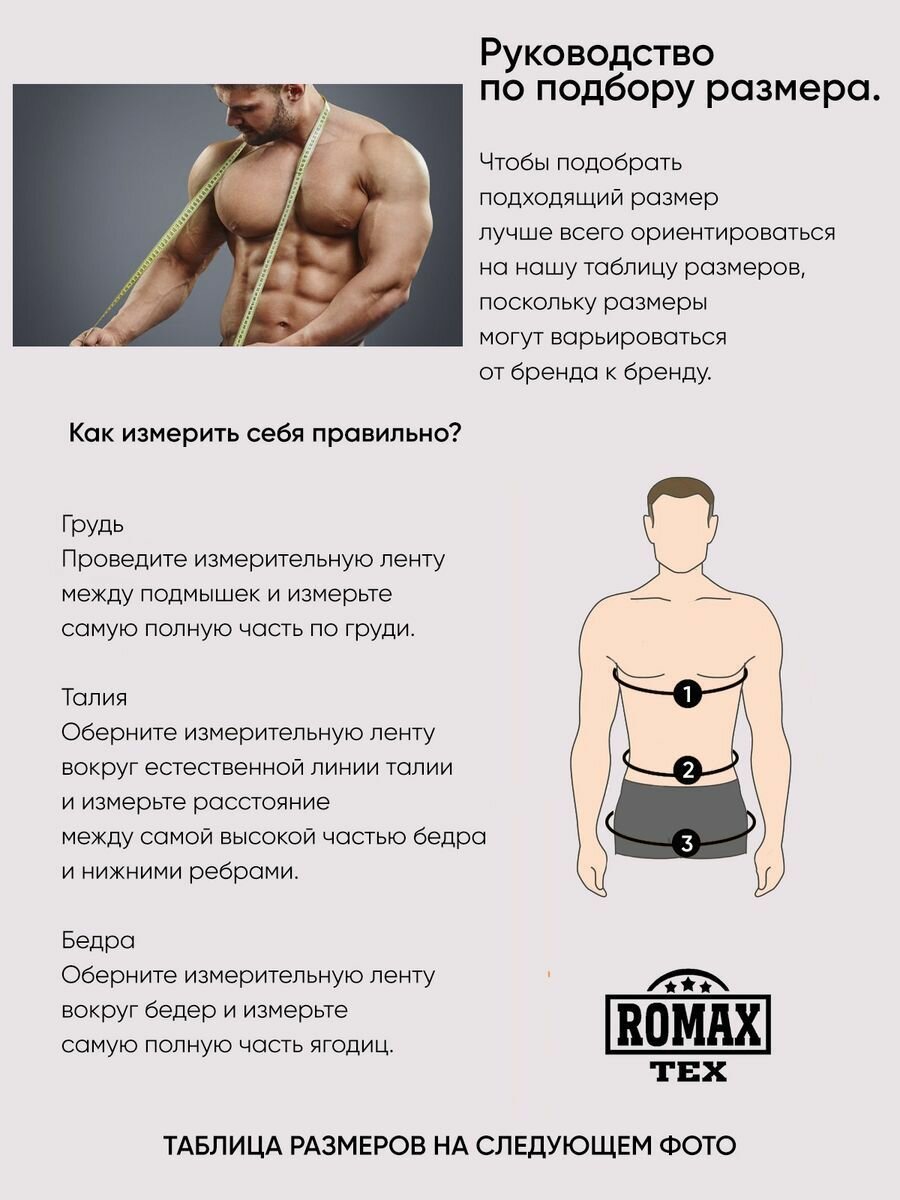 Руководство
по подбору размера.
Чтобы подобрать
подходящий размер
лучше всего ориентироваться
на нашу таблицу размеров,
поскольку размеры
могут варьироваться
от бренда к бренду.
Как измерить себя правильно?
Грудь
Проведите измерительную ленту
между подмышек и измерьте
самую полную часть по груди.
Талия
Оберните измерительную ленту
вокруг естественной линии талии
и измерьте расстояние
между самой высокой частью бедра
и нижними ребрами.
Бедра
Оберните измерительную ленту
вокруг бедер и измерьте
самую полную часть ягодиц.
1
2
3
ROMAX
TEX
ТАБЛИЦА РАЗМЕРОВ НА СЛЕДУЮЩЕМ ФОТО